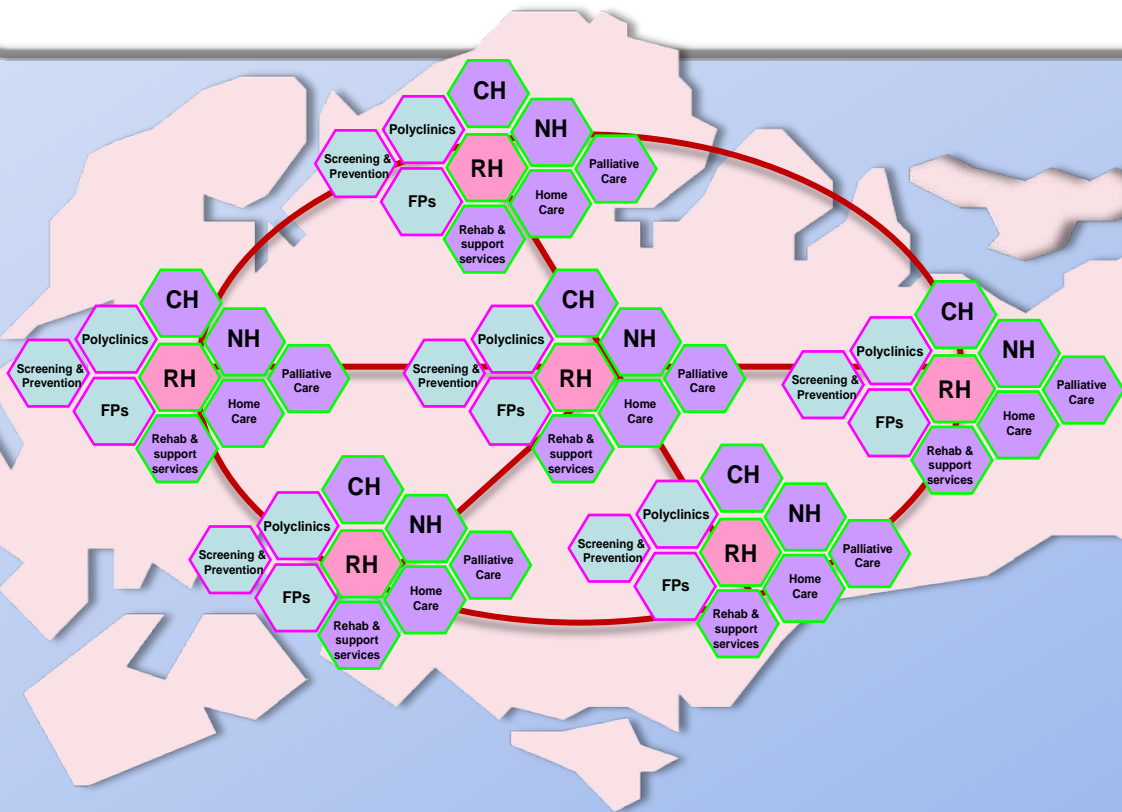 CH
Polyclinics
NH
Screening &
Prevention
RH
Palliative
Care
FPs
Home
Care
Rehab &
support
services
CH
Polyclinics
NH
Screening &
Prevention
RH
Palliative
Care
FPs
Home
Care
Rehab &
support
services
CH
Polyclinics
NH
Screening &
Prevention
RH
Palliative
Care
FPs
Home
Care
Rehab &
support
services
CH
Polyclinics
NH
Screening &
Prevention
RH
Palliative
Care
FPs
Home
Care
Rehab &
support
services
CH
Polyclinics
NH
Screening &
Prevention
RH
Palliative
Care
FPs
Home
Care
Rehab &
support
services
CH
Polyclinics
NH
Screening &
Prevention
RH
Palliative
Care
FPs
Home
Care
Rehab &
support
services